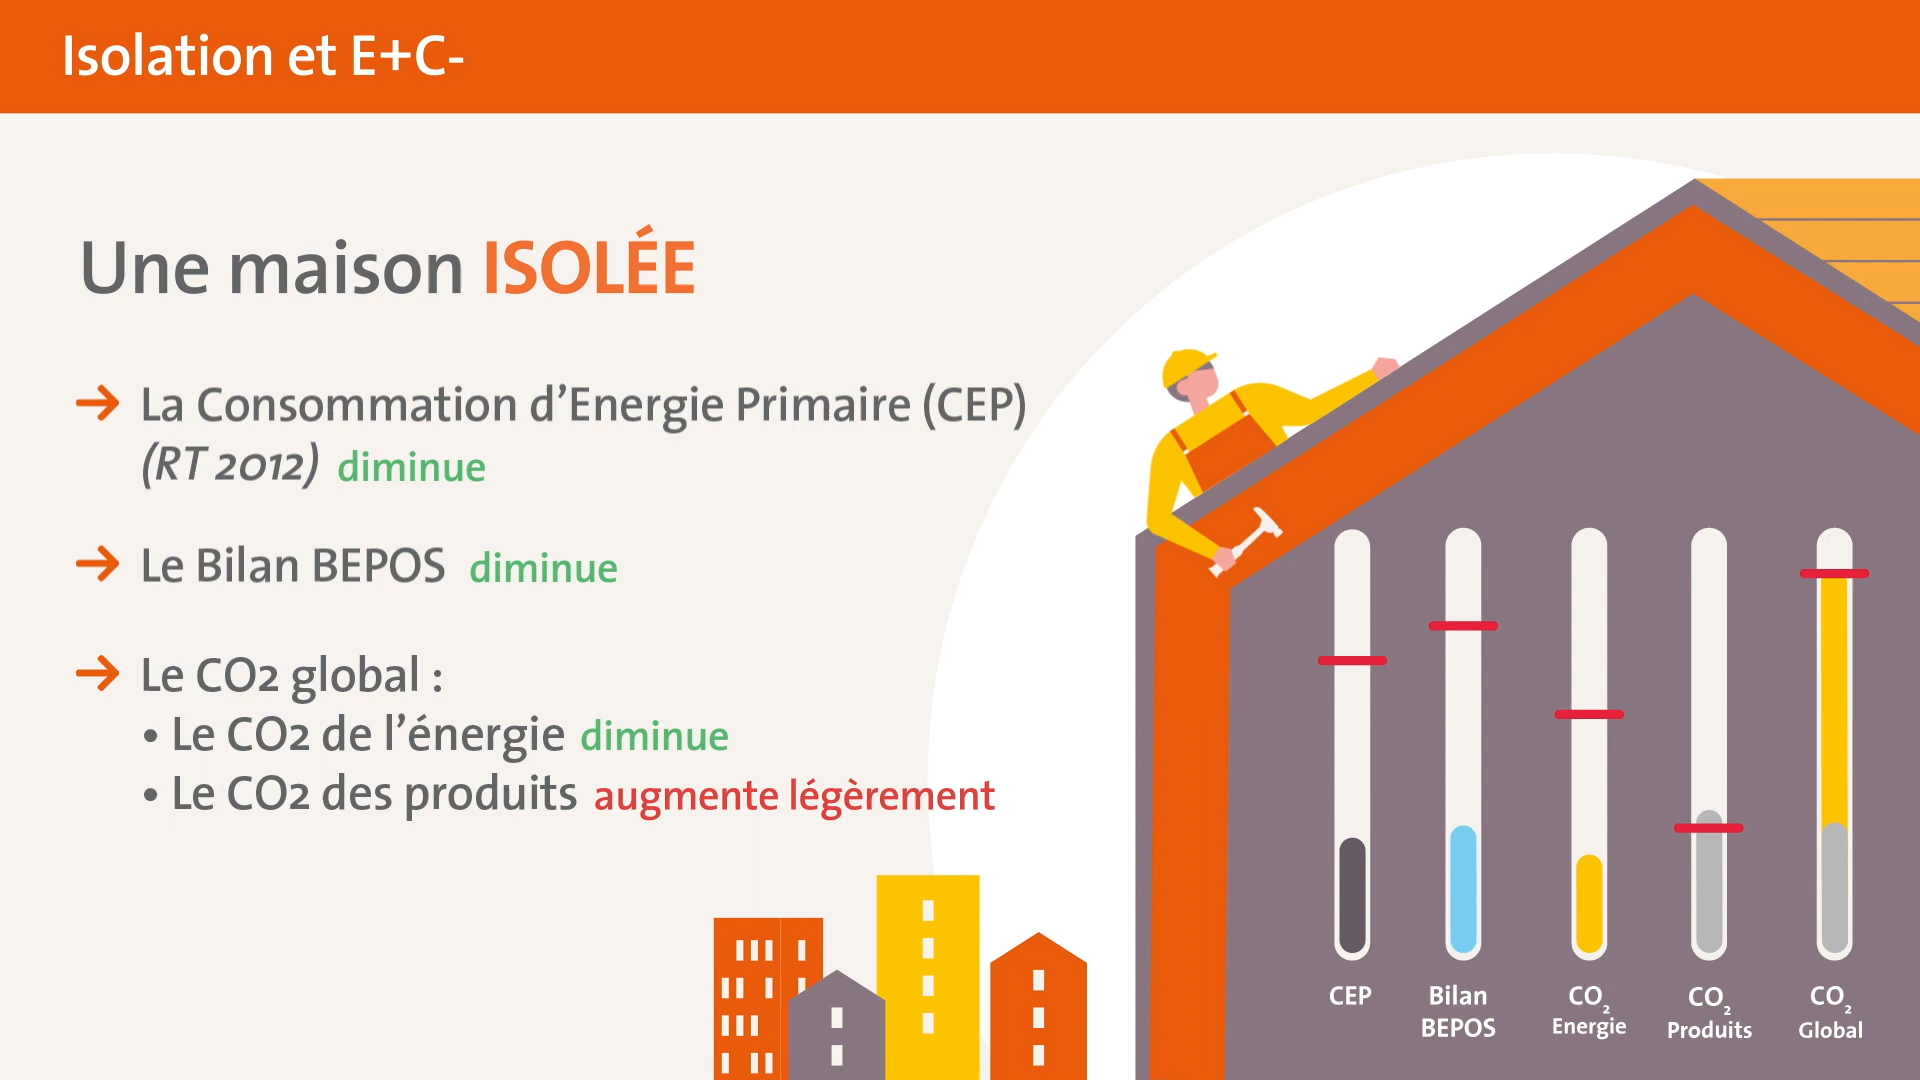 Isolation et E+C-
Une maison ISOLÉE
La Consommation d’Energie Primaire (CEP)
(RT 2012) diminue
Le Bilan BEPOS diminue
Le CO2 global :
• Le CO2 de l’énergie diminue
• Le CO2 des produits augmente légèrement
CEP
Bilan
BEPOS
CO₂
Energie
CO₂
Produits
CO₂
Global